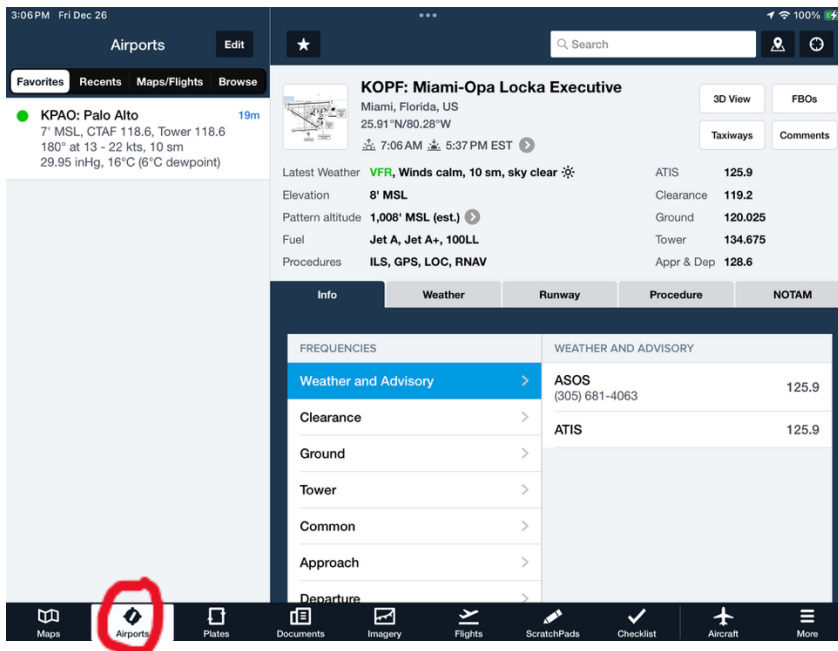 3:06 PM Fri Dec 26
100%
Airports
Edit
Search
Favorites Recents Maps/Flights Browse
KPAO: Palo Alto 19m
7' MSL, CTAF 118.6, Tower 118.6
180° at 13 - 22 kts, 10 sm
29.95 inHg, 16°C (6°C dewpoint)
KOPF: Miami-Opa Locka Executive
Miami, Florida, US
25.91°N/80.28°W
7:06 AM 5:37 PM EST
3D View FBOs
Taxiways Comments
Latest Weather VFR, Winds calm, 10 sm, sky clear
Elevation 8' MSL
Pattern altitude 1,008' MSL (est.)
Fuel Jet A, Jet A+, 100LL
Procedures ILS, GPS, LOC, RNAV
ATIS 125.9
Clearance 119.2
Ground 120.025
Tower 134.675
Appr & Dep 128.6
Info Weather Runway Procedure NOTAM
FREQUENCIES
Weather and Advisory
Clearance
Ground
Tower
Common
Approach
Departure
WEATHER AND ADVISORY
ASOS 125.9
(305) 681-4063
ATIS 125.9
Maps Airports Plates Documents Imagery Flights ScratchPads Checklist Aircraft More